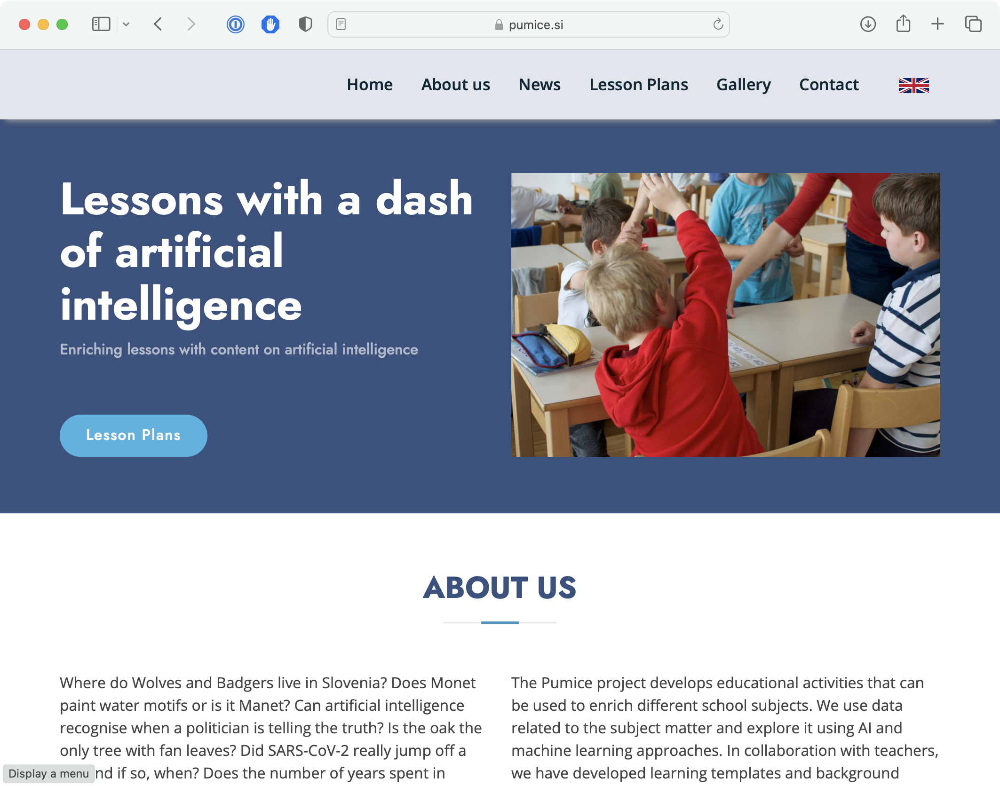 pumice.si
Home About us News Lesson Plans Gallery Contact
Lessons with a dash
of artificial
intelligence
Enriching lessons with content on artificial intelligence
Lesson Plans
ABOUT US
Where do Wolves and Badgers live in Slovenia? Does Monet
paint water motifs or is it Manet? Can artificial intelligence
recognise when a politician is telling the truth? Is the oak the
only tree with fan leaves? Did SARS-CoV-2 really jump off a
nd if so, when? Does the number of years spent in
The Pumice project develops educational activities that can
be used to enrich different school subjects. We use data
related to the subject matter and explore it using AI and
machine learning approaches. In collaboration with teachers,
we have developed learning templates and background
Display a menu